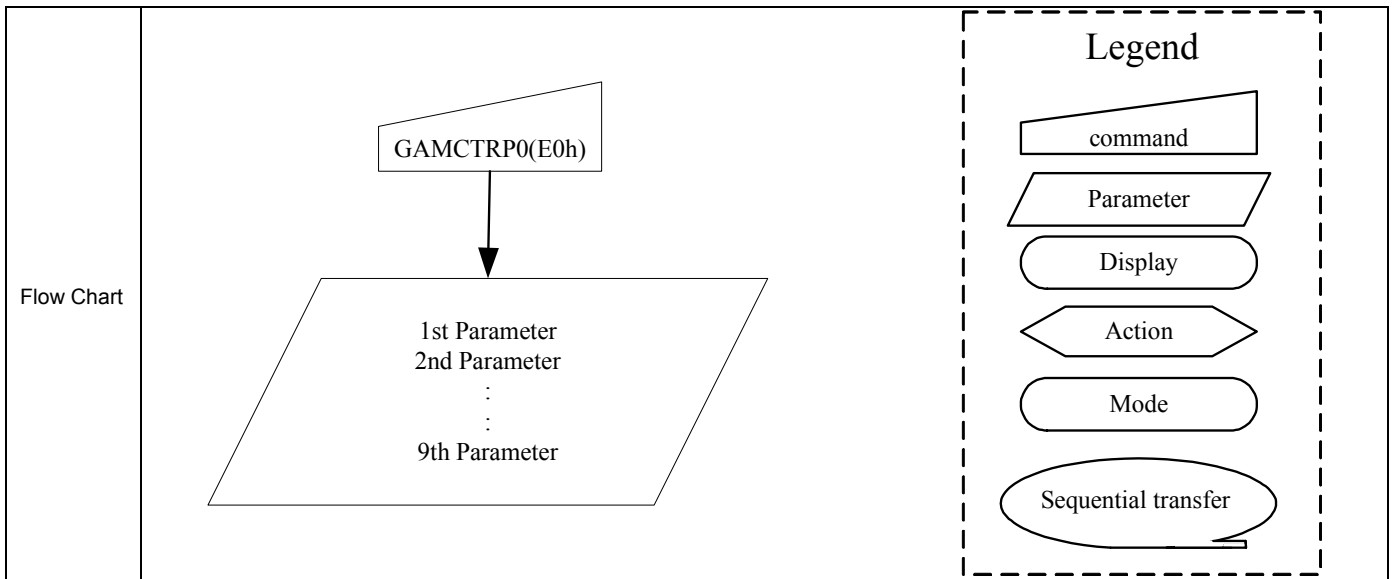 Flow Chart
GAMCTRP0(E0h)
1st Parameter
2nd Parameter
:
:
9th Parameter
Legend
command
Parameter
Display
Action
Mode
Sequential transfer